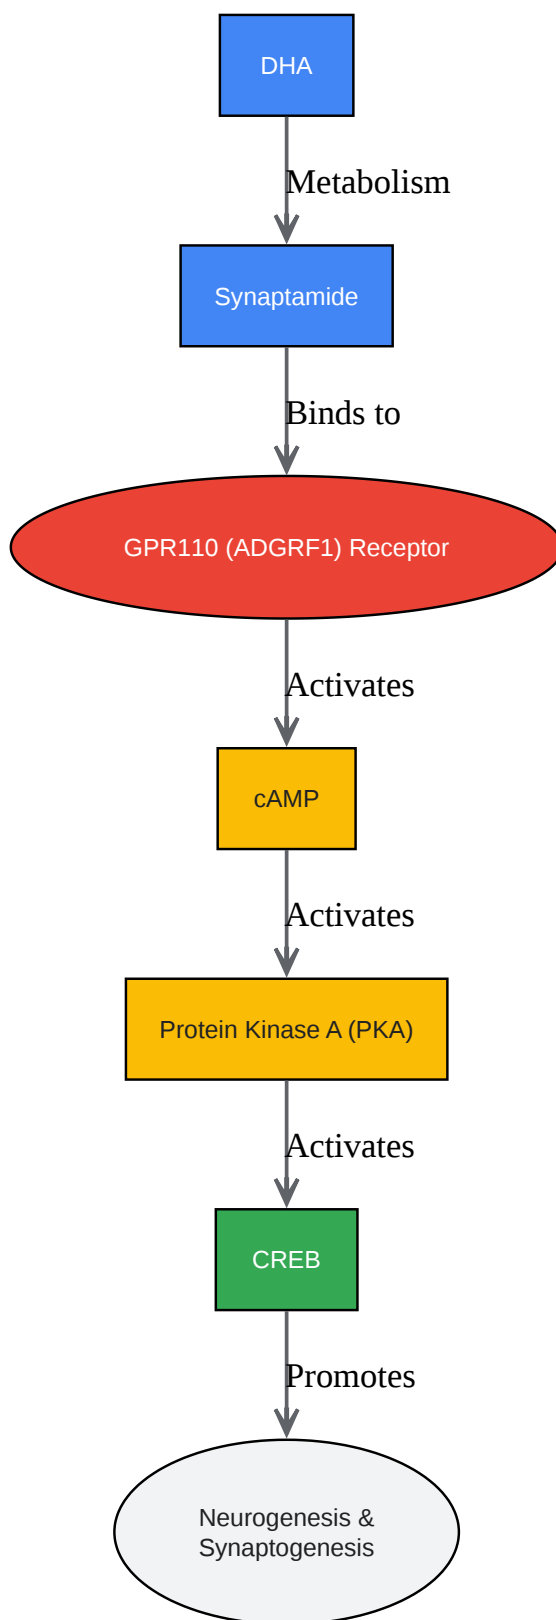 DHA
Metabolism
Synaptamide
Binds to
GPR110 (ADGRF1) Receptor
Activates
cAMP
Activates
Protein Kinase A (PKA)
Activates
CREB
Promotes
Neurogenesis &
Synaptogenesis